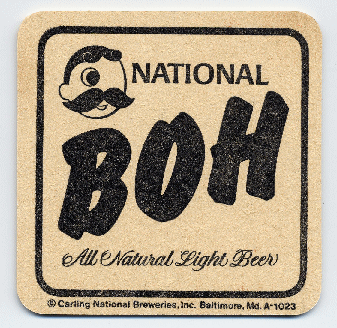 NATIONAL
BOH
All Natural Light Beer
© Carling National Breweries, Inc. Baltimore, Md. A-1023